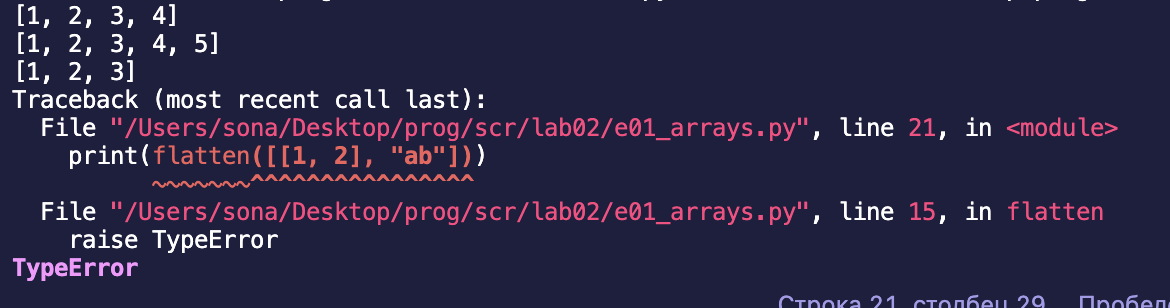 [1, 2, 3, 4]
[1, 2, 3, 4, 5]
[1, 2, 3]
Traceback (most recent call last):
  File "/Users/sona/Desktop/prog/scr/lab02/e01_arrays.py", line 21, in <module>
    print(flatten([[1, 2], "ab"]))
          ~~~~~~~^^^^^^^^^^^^^^^^
  File "/Users/sona/Desktop/prog/scr/lab02/e01_arrays.py", line 15, in flatten
    raise TypeError
TypeError
Строка 21, столбец 29